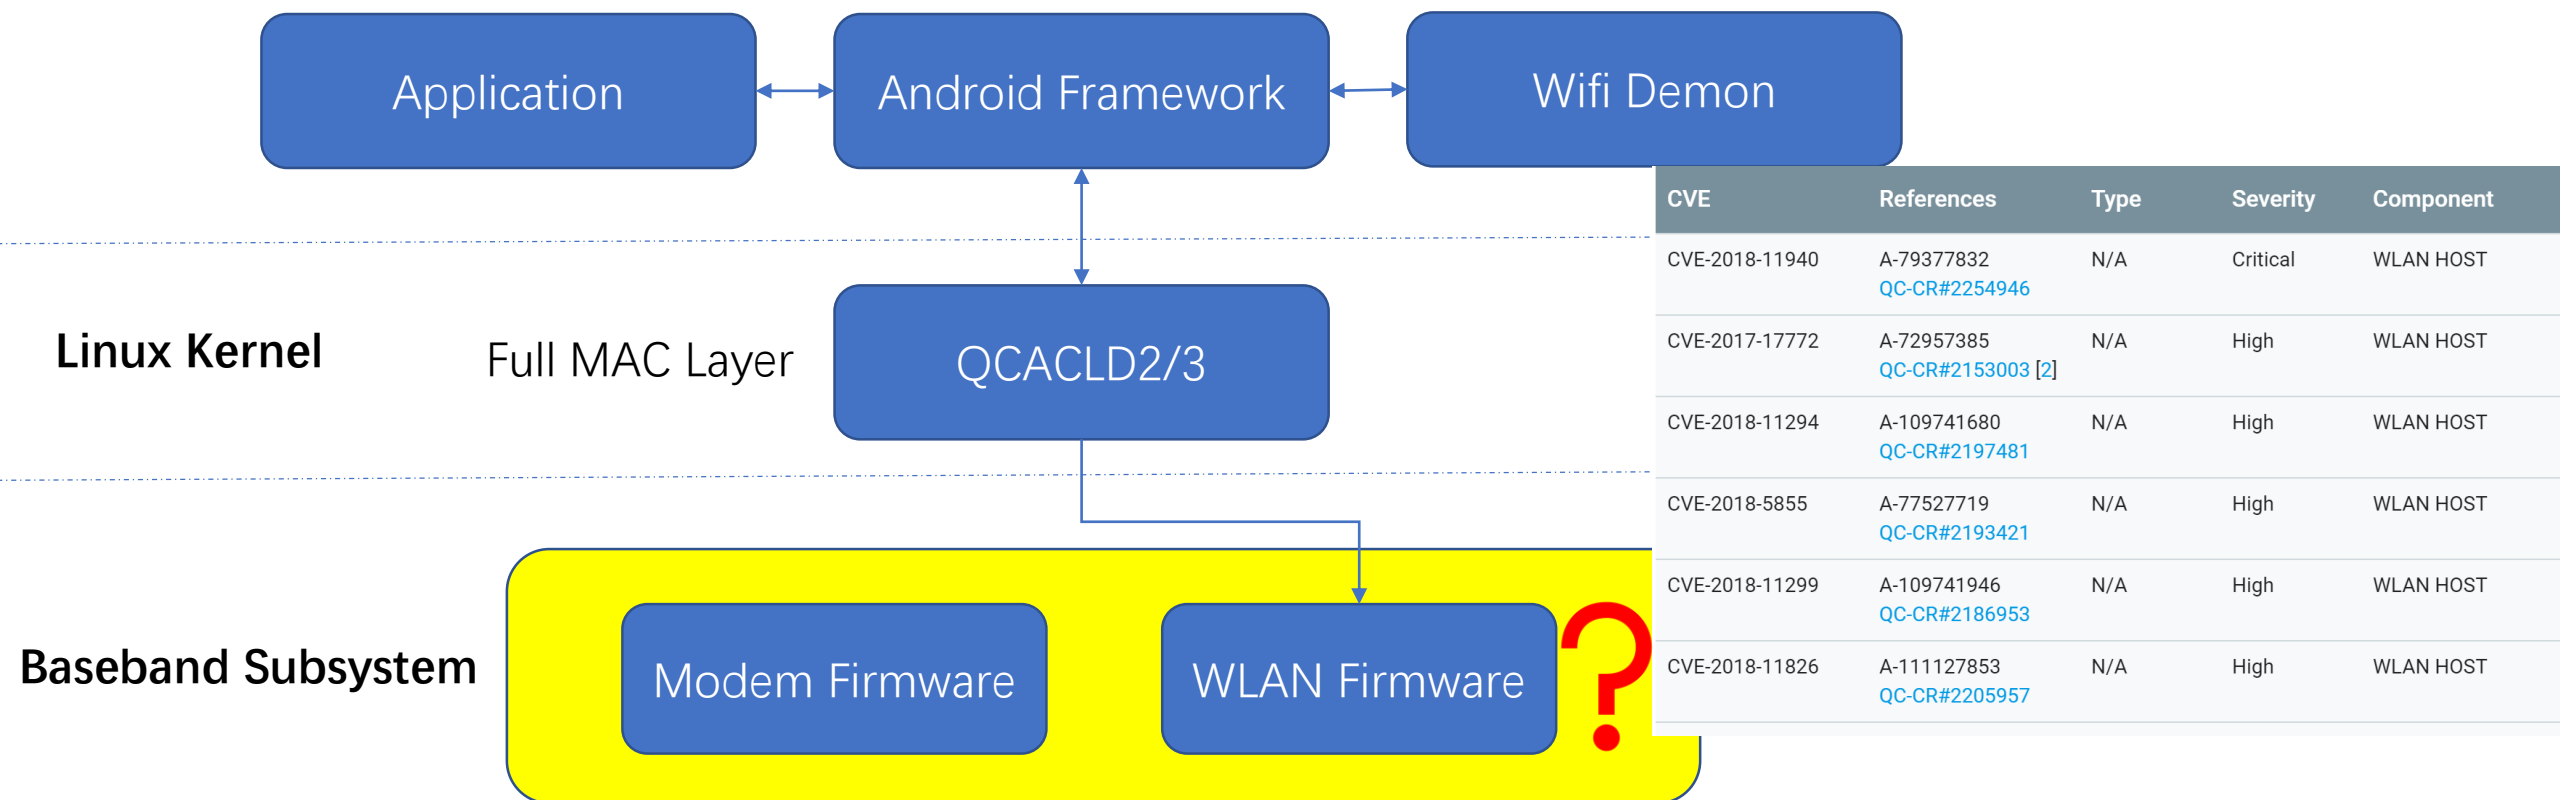 Application
Android Framework
Wifi Demon
Linux Kernel
Full MAC Layer
QCACLD2/3
Baseband Subsystem
Modem Firmware
WLAN Firmware
?
CVE References Type Severity Component
CVE-2018-11940 A-79377832 N/A Critical WLAN HOST
QC-CR#2254946
CVE-2017-17772 A-72957385 N/A High WLAN HOST
QC-CR#2153003 [2]
CVE-2018-11294 A-109741680 N/A High WLAN HOST
QC-CR#2197481
CVE-2018-5855 A-77527719 N/A High WLAN HOST
QC-CR#2193421
CVE-2018-11299 A-109741946 N/A High WLAN HOST
QC-CR#2186953
CVE-2018-11826 A-111127853 N/A High WLAN HOST
QC-CR#2205957